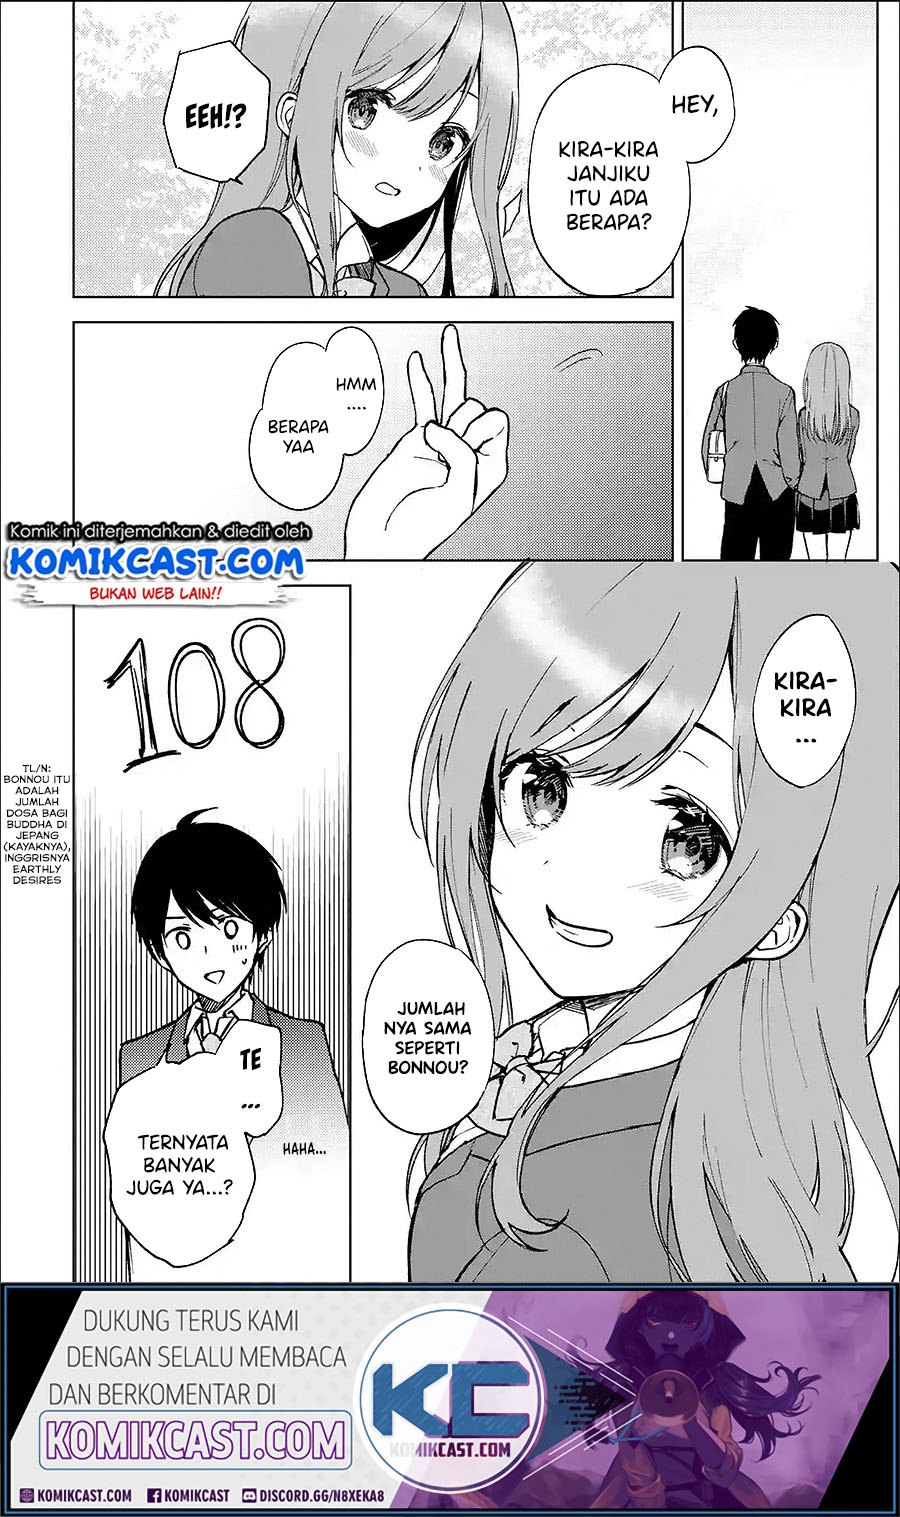 HEY,
KIRA-KIRA
JANJIKU
ITU ADA
BERAPA?
EEH!?
HMM
....
BERAPA
YAA
Komik ini diterjemahkan & diedit oleh
KOMIKCAST.COM
BUKAN WEB LAIN!!
KIRA-
KIRA
...
JUMLAH
NYA SAMA
SEPERTI
BONNOU?
108
TL/N:
BONNOU ITU
ADALAH
JUMLAH
DOSA BAGI
BUDDHA DI
JEPANG
(KAYAKNYA),
INGGRISNYA
EARTHLY
DESIRES
TE
...
TERNYATA
BANYAK
JUGA YA...?
HAHA...
DUKUNG TERUS KAMI
DENGAN SELALU MEMBACA
DAN BERKOMENTAR DI
KOMIKCAST.COM
KC
KOMIKCAST.COM
KOMIKCAST.COM
KOMIKCAST
DISCORD.GG/N8XEKA8